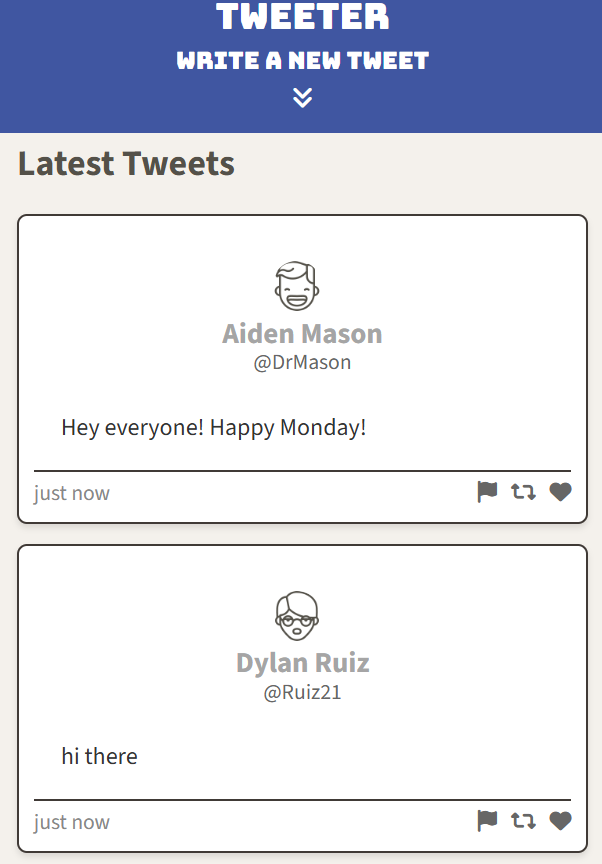 TWEETER
WRITE A NEW TWEET
Latest Tweets
Aiden Mason
@DrMason
Hey everyone! Happy Monday!
just now
Dylan Ruiz
@Ruiz21
hi there
just now